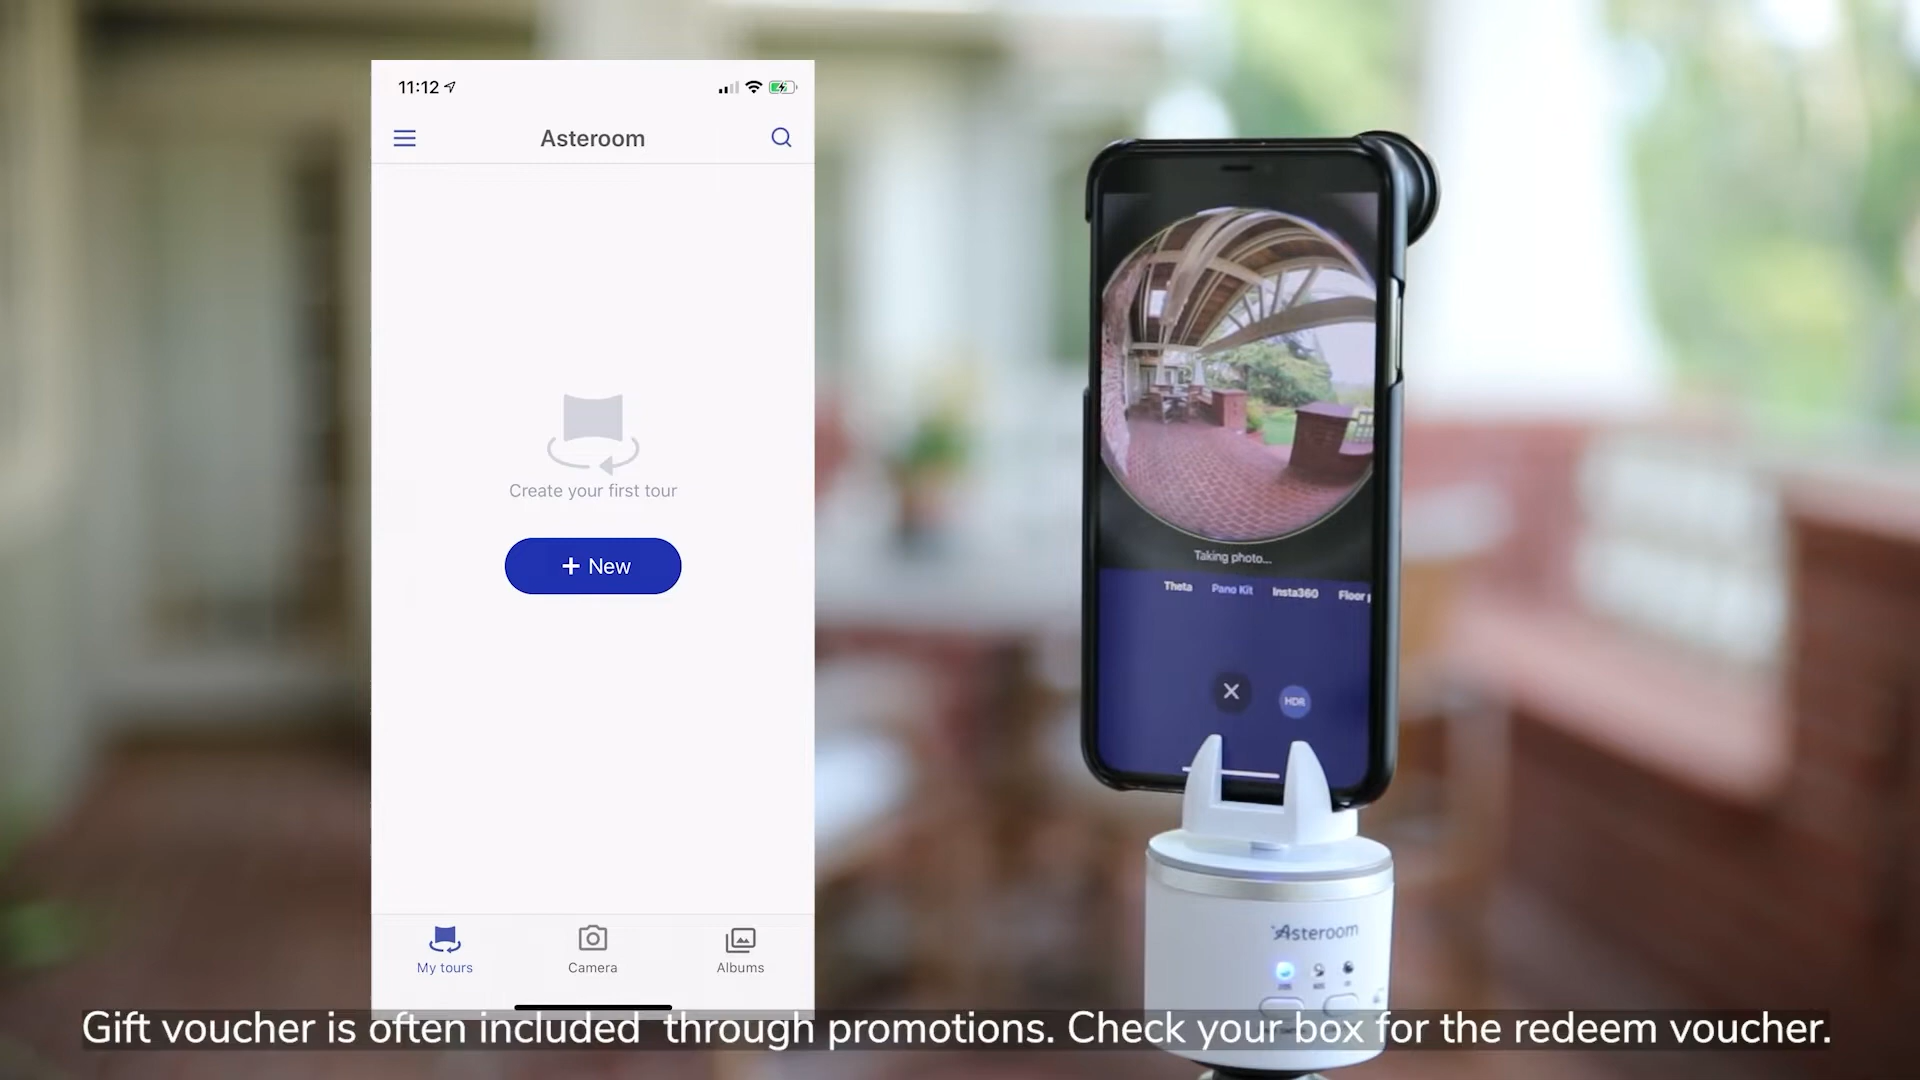 11:12
Asteroom
Create your first tour
+ New
My tours
Camera
Albums
Taking photo...
Theta
Pano Kit
Insta360
Floor
HDR
Asteroom
Gift voucher is often included through promotions. Check your box for the redeem voucher.